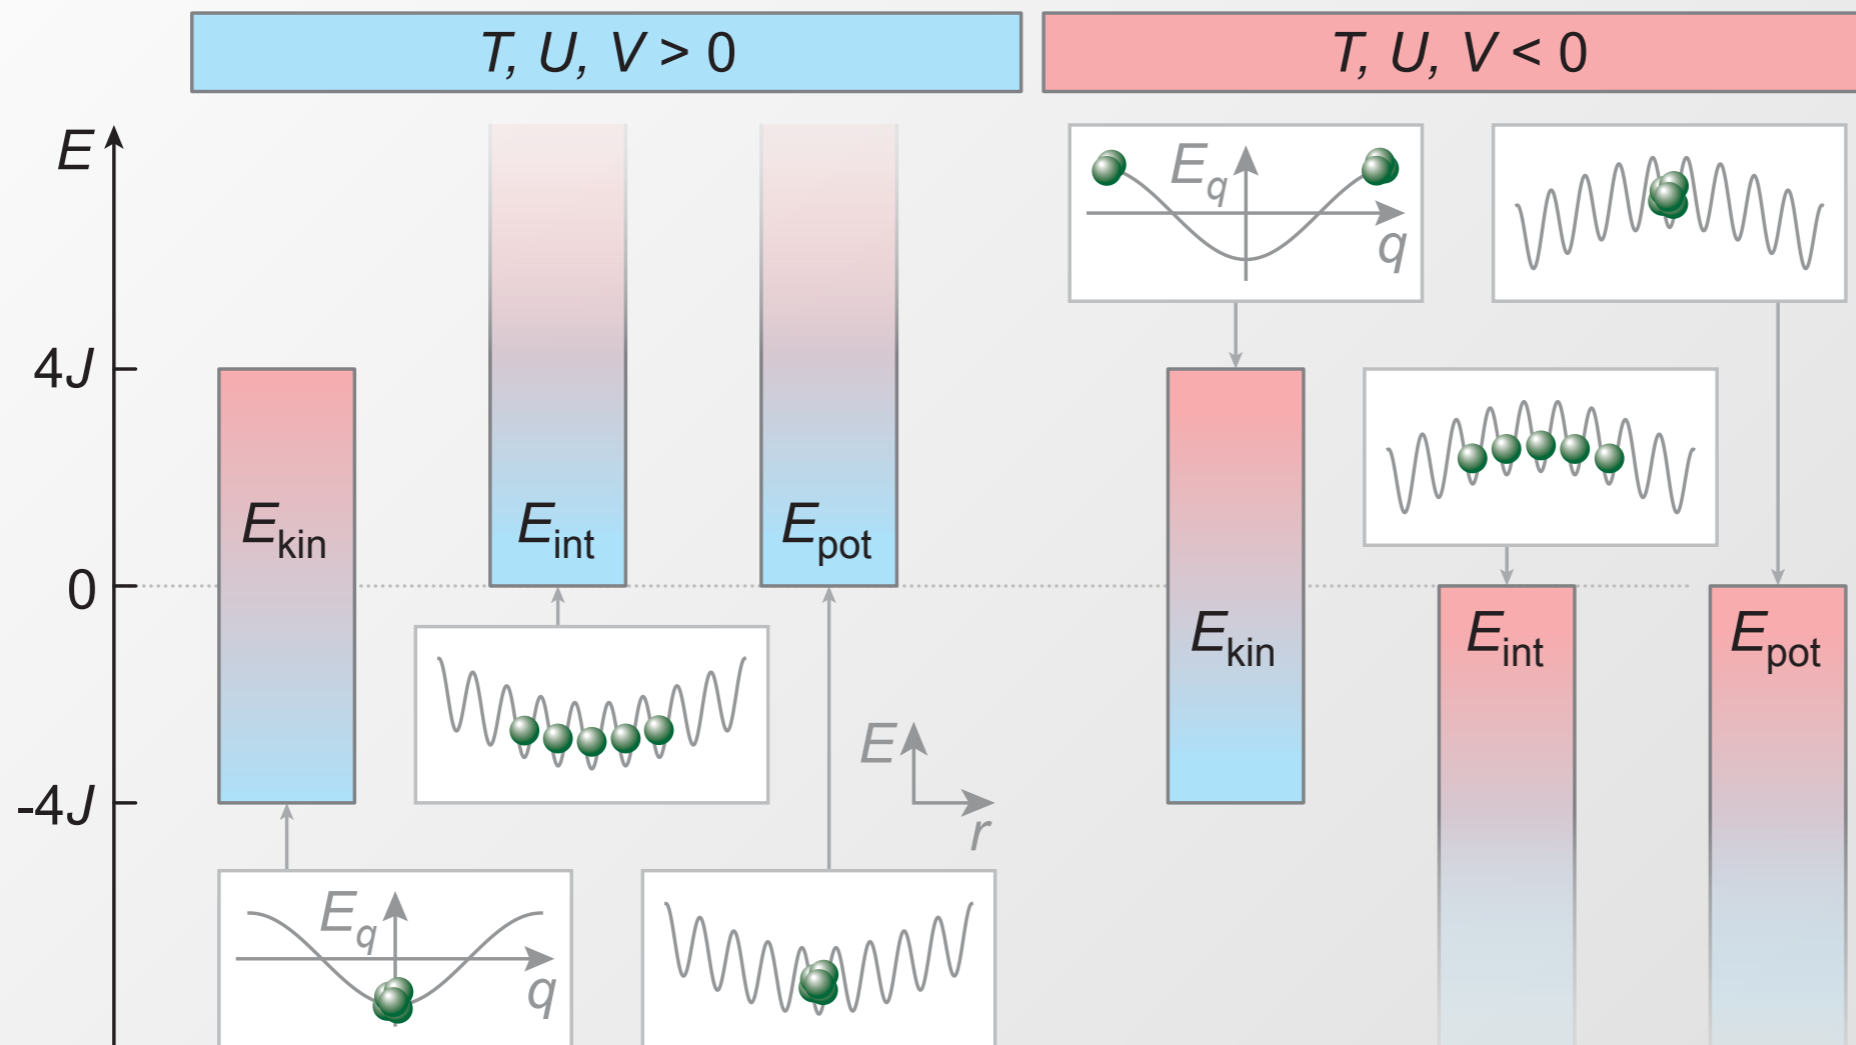 T, U, V > 0
T, U, V < 0
E
4J
0
-4J
E_kin
E_int
E_pot
E_q
q
E
r
E_q
q
E_kin
E_int
E_pot